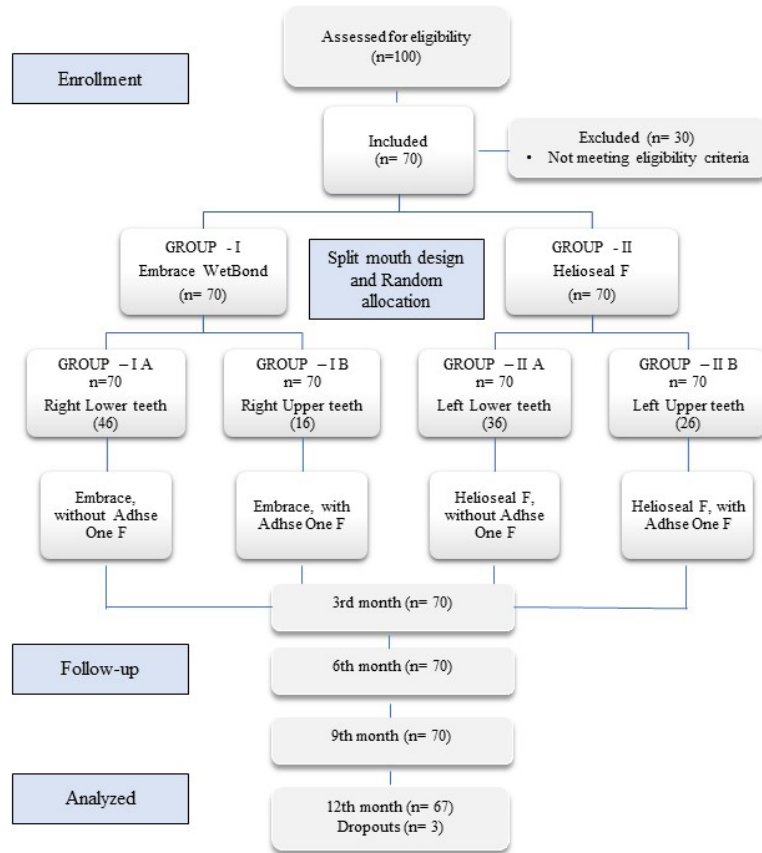 Assessed for eligibility
(n=100)
Enrollment
Included
(n= 70)
Excluded (n= 30)
• Not meeting eligibility criteria
GROUP - I
Embrace WetBond
(n= 70)
Split mouth design
and Random
allocation
GROUP - II
Helioseal F
(n= 70)
GROUP – I A
n=70
Right Lower teeth
(46)
GROUP – I B
n= 70
Right Upper teeth
(16)
GROUP – II A
n= 70
Left Lower teeth
(36)
GROUP – II B
n= 70
Left Upper teeth
(26)
Embrace,
without Adhse
One F
Embrace, with
Adhse One F
Helioseal F,
without Adhse
One F
Helioseal F, with
Adhse One F
3rd month (n= 70)
Follow-up
6th month (n= 70)
9th month (n= 70)
Analyzed
12th month (n= 67)
Dropouts (n= 3)